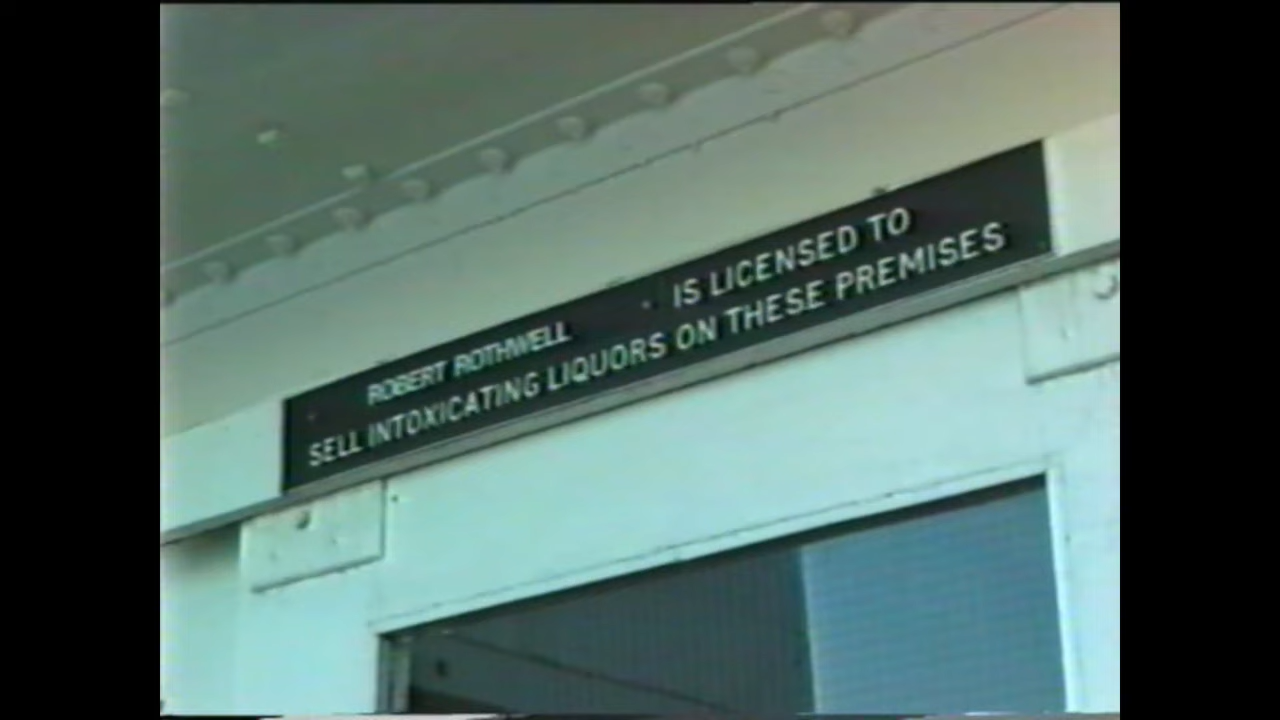 ROBERT ROTHWELL IS LICENSED TO
SELL INTOXICATING LIQUORS ON THESE PREMISES